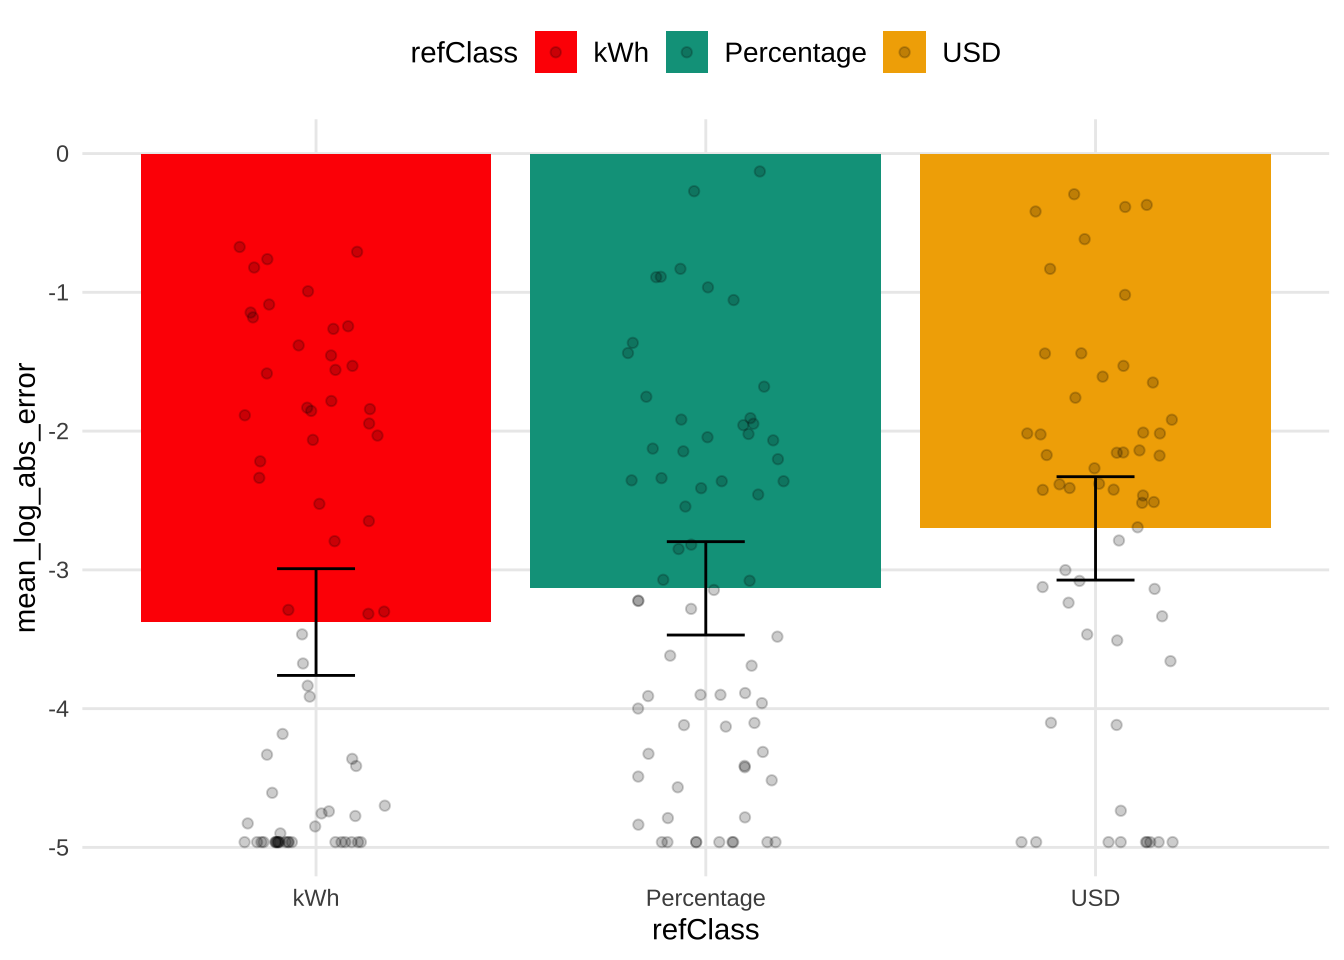 refClass kWh Percentage USD
0
-1
-2
-3
-4
-5
mean_log_abs_error
kWh Percentage USD
refClass